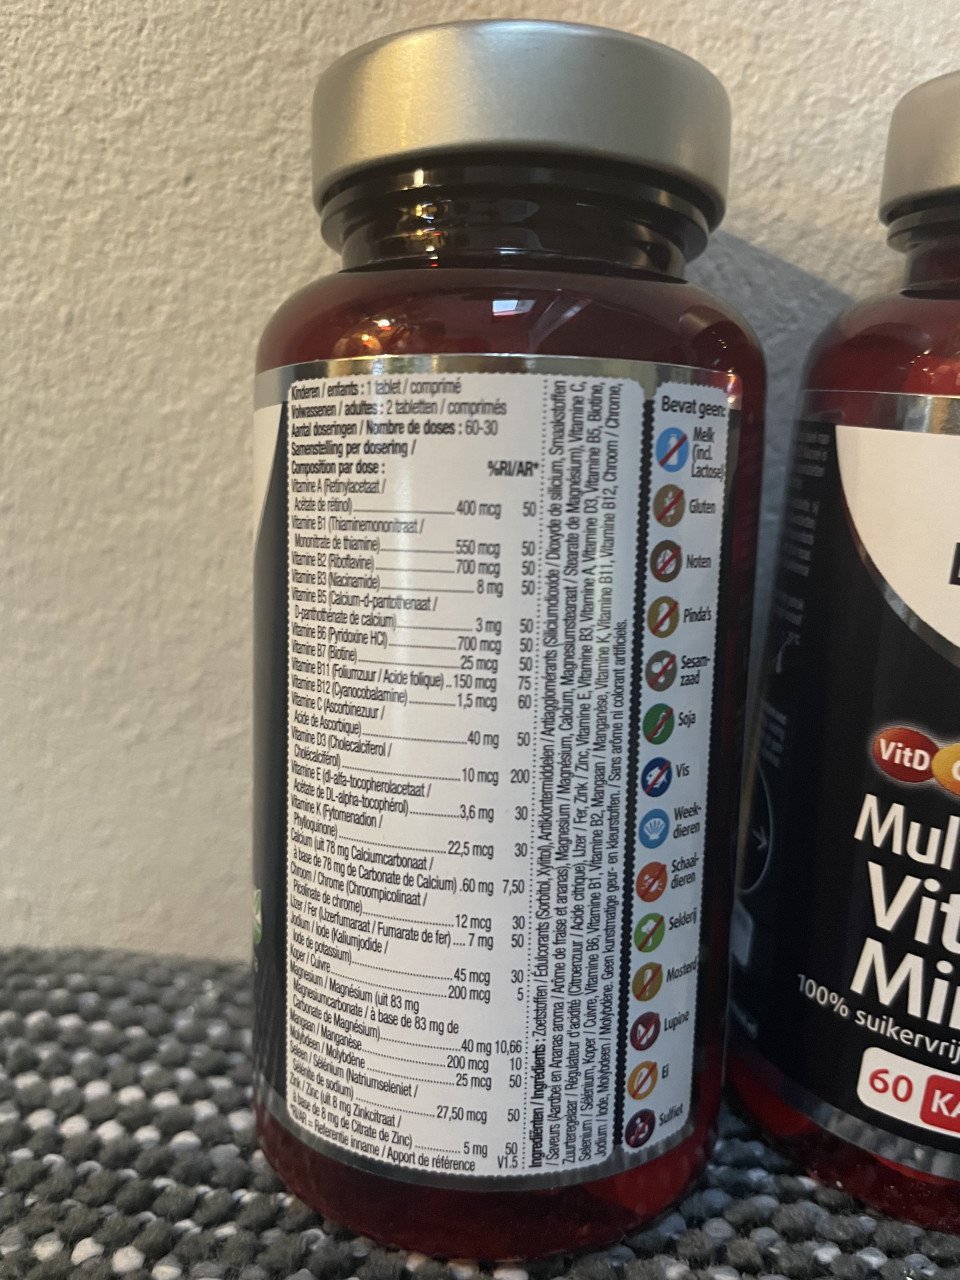 Kinderen / enfants : 1 tablet / comprimé
Volwassenen / adultes : 2 tabletten / comprimés
Aantal doseringen / Nombre de doses : 60-30
Samenstelling per dosering /
Composition par dose : %RI/AR*
Vitamine A (Retinylacetaat /
Acétate de rétinol) 400 mcg 50
Vitamine B1 (Thiaminemononitraat /
Mononitrate de thiamine) 550 mcg 50
Vitamine B2 (Riboflavine) 700 mcg 50
Vitamine B3 (Niacinamide) 8 mg 50
Vitamine B5 (Calcium-d-pantothenaat /
D-panthothénate de calcium) 3 mg 50
Vitamine B6 (Pyridoxine HCl) 700 mcg 50
Vitamine B7 (Biotine) 25 mcg 50
Vitamine B11 (Foliumzuur / Acide folique) 150 mcg 75
Vitamine B12 (Cyanocobalamine) 1,5 mcg 60
Vitamine C (Ascorbinezuur /
Acide de Ascorbique) 40 mg 50
Vitamine D3 (Cholecalciferol /
Cholécalciférol) 10 mcg 200
Vitamine E (dl-alfa-tocopherolacetaat /
Acétate de DL-alpha-tocophérol) 3,6 mg 30
Vitamine K (Fytomenadion /
Phylloquinone) 22,5 mcg 30
Calcium (uit 78 mg Calciumcarbonaat /
à base de 78 mg de Carbonate de Calcium) 60 mg 7,50
Chroom / Chrome (Chroompicolinaat /
Picolinate de chrome) 12 mcg 30
IJzer / Fer (IJzerfumaraat / Fumarate de fer) 7 mg 50
Jodium / Iode (Kaliumjodide /
Iode de potassium) 45 mcg 30
Koper / Cuivre 200 mcg 5
Magnesium / Magnésium (uit 83 mg
Magnesiumcarbonate / à base de 83 mg de
Carbonate de Magnésium) 40 mg 10,66
Mangaan / Manganèse 200 mcg 10
Molybdeen / Molybdène 25 mcg 50
Seleen / Sélénium (Natriumseleniet /
Sélénite de sodium) 27,50 mcg 50
Zink / Zinc (uit 6 mg Zinkcitraat /
à base de 6 mg de Citrate de Zinc) 5 mg 50
*RI/AR = Referentie inname / Apport de référence V1.5
Ingrediënten / Ingrédients : Zoetstoffen / Édulcorants (Sorbitol, Xylitol), Antiklontermiddelen / Antiagglomérants (Siliciumdioxide / Dioxyde de silicium, Smaakstoffen
/ Saveurs (Aardbei en Ananas aroma / Arôme de fraise et ananas), Magnesium / Magnésium, Calcium, Magnesiumstearaat / Stearate de Magnésium), Vitamine C,
Zuurteregelaar / Régulateur d'acidité (Citroenzuur / Acide citrique), IJzer / Fer, Zink / Zinc, Vitamine E, Vitamine B3, Vitamine A, Vitamine D3, Vitamine B5, Biotine,
Selenium / Sélénium, Koper / Cuivre, Vitamine B6, Vitamine B1, Vitamine B2, Mangaan / Manganèse, Vitamine K, Vitamine B11, Vitamine B12, Chroom / Chrome,
Jodium / Iode, Molybdeen / Molybdène. Geen kunstmatige geur- en kleurstoffen. / Sans arôme ni colorant artificiels.
Bevat geen:
Melk
(incl.
Lactose)
Gluten
Noten
Pinda's
Sesam-
zaad
Soja
Vis
Week-
dieren
Schaal-
dieren
Selderij
Mosterd
Lupine
Ei
Sulfiet
VitD
Mul
Vit
Mi
100% suikervrij
60 KA